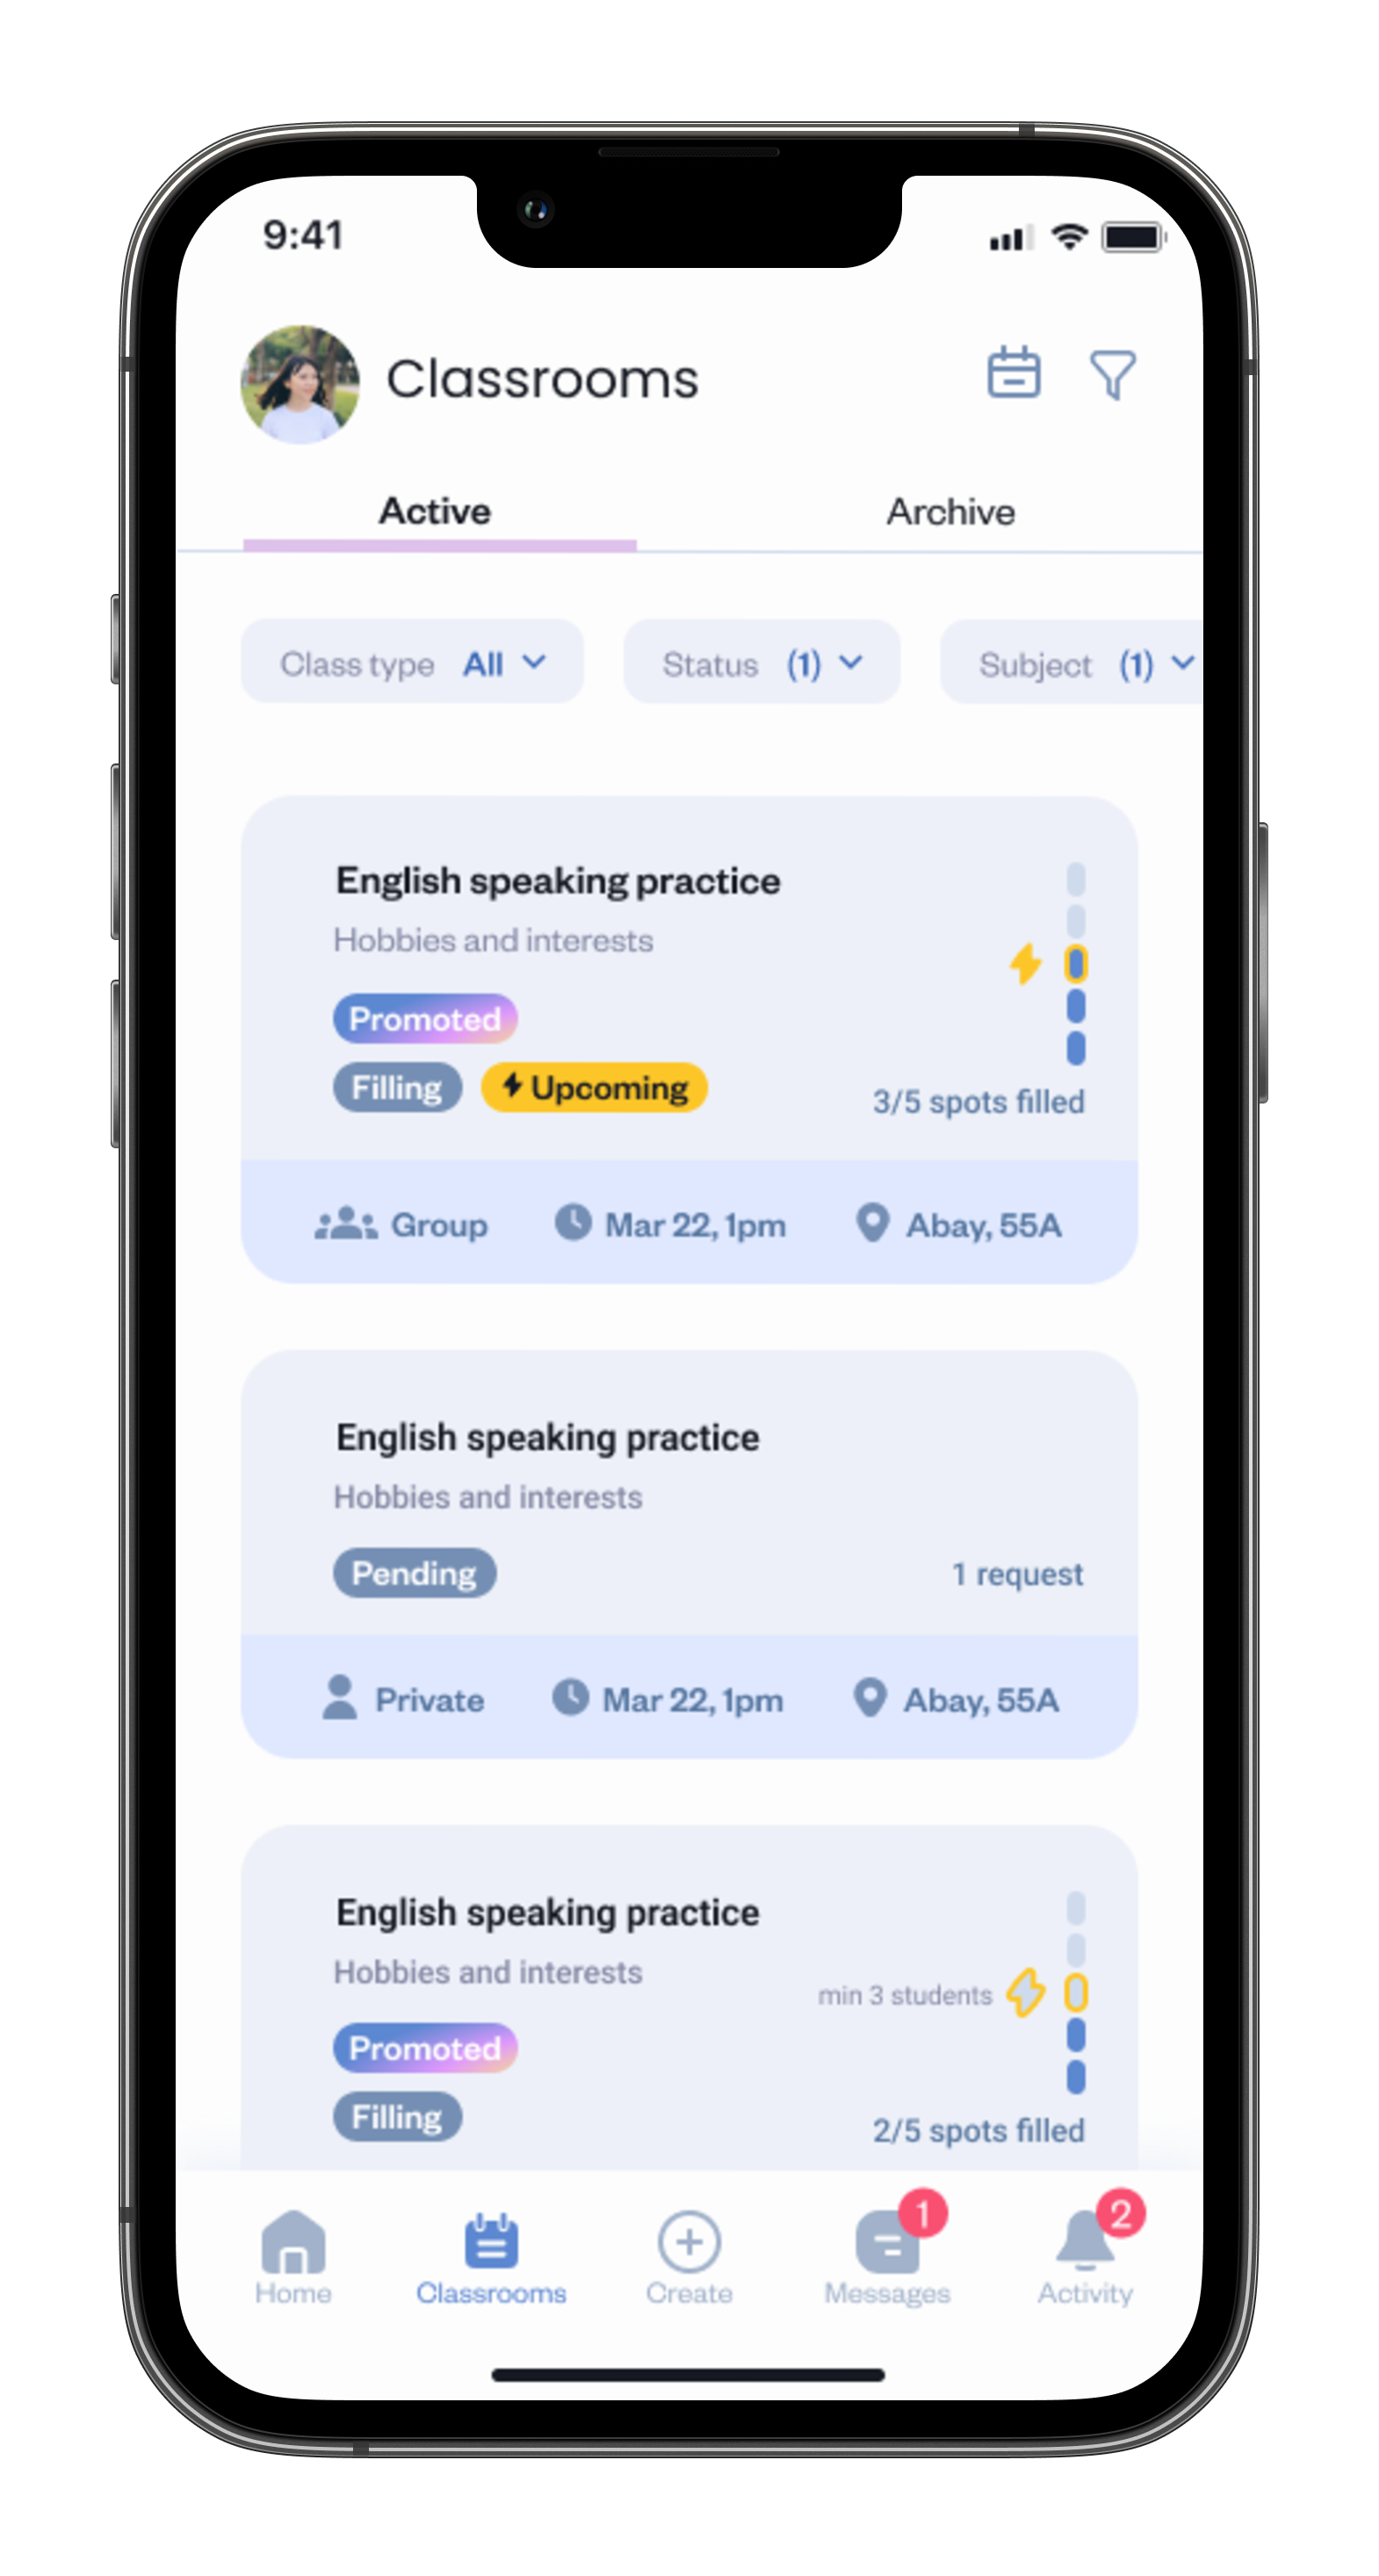 9:41
Classrooms
Active Archive
Class type All Status (1) Subject (1)
English speaking practice
Hobbies and interests
Promoted
Filling Upcoming
3/5 spots filled
Group Mar 22, 1pm Abay, 55A
English speaking practice
Hobbies and interests
Pending 1 request
Private Mar 22, 1pm Abay, 55A
English speaking practice
Hobbies and interests
min 3 students
Promoted
Filling
2/5 spots filled
1 2
Home Classrooms Create Messages Activity